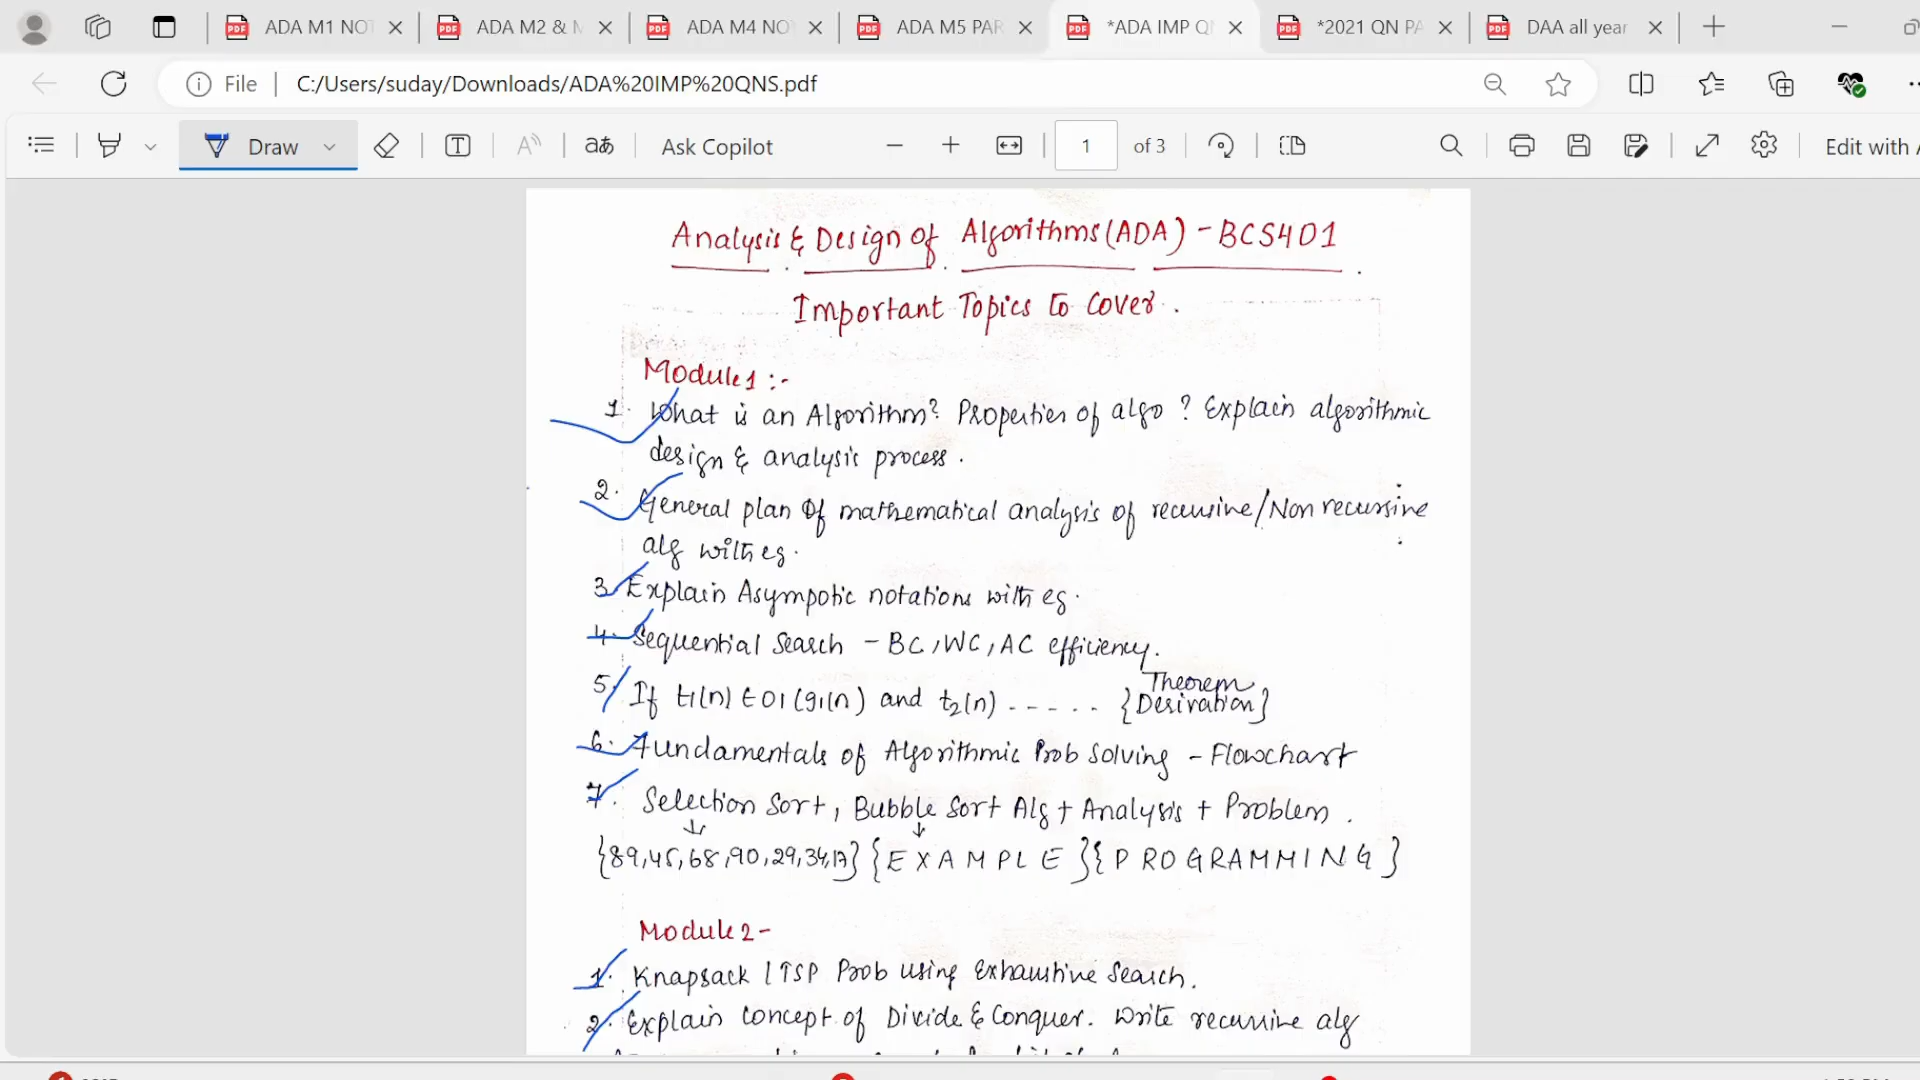 ADA M1 NOT
ADA M2 & M
ADA M4 NO
ADA M5 PAR
*ADA IMP Q
*2021 QN PA
DAA all year
File
C:/Users/suday/Downloads/ADA%20IMP%20QNS.pdf
Draw
Ask Copilot
1
of 3
Edit with A
Analysis & Design of Algorithms (ADA) - BCS401
Important Topics to Cover.
Module 1 :-
1. What is an Algorithm? Properties of algo? Explain algorithmic
design & analysis process.
2. General plan Of mathematical analysis of recursive/Non recursive
alg with eg.
3. Explain Asympotic notations with eg.
4. Sequential Search - BC, WC, AC efficiency.
5. If t1(n) ∈ O1(g1(n) and t2(n) ----- {Theorem Derivation}
6. Fundamentals of Algorithmic Prob Solving - Flowchart
7. Selection Sort, Bubble Sort Alg + Analysis + Problem.
{89,45,68,90,29,34,17} {E X A M P L E} {P R O G R A M M I N G}
Module 2 -
1. Knapsack / TSP Prob using Exhaustive Search.
2. Explain Concept of Divide & Conquer. Write recursive alg